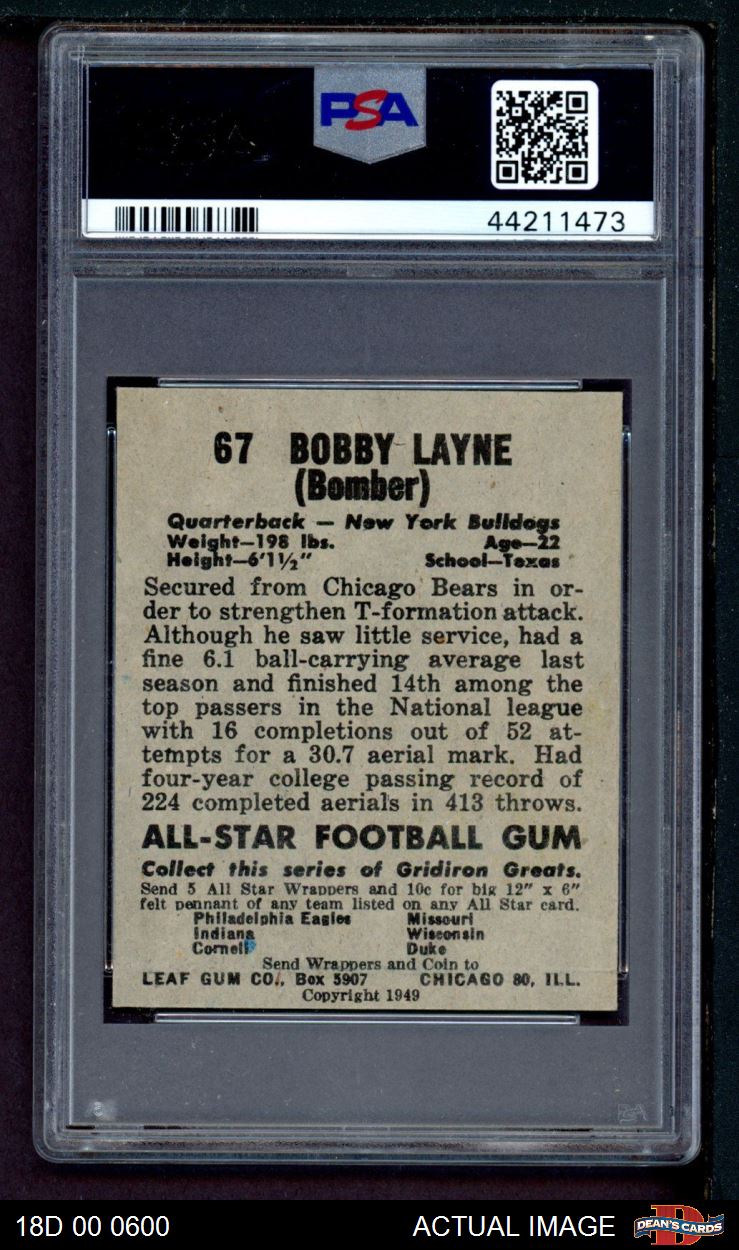 PSA
44211473
67 BOBBY LAYNE
(Bomber)
Quarterback — New York Bulldogs
Weight—198 lbs. Age—22
Height—6'1½" School—Texas
Secured from Chicago Bears in or-
der to strengthen T-formation attack.
Although he saw little service, had a
fine 6.1 ball-carrying average last
season and finished 14th among the
top passers in the National league
with 16 completions out of 52 at-
tempts for a 30.7 aerial mark. Had
four-year college passing record of
224 completed aerials in 413 throws.
ALL-STAR FOOTBALL GUM
Collect this series of Gridiron Greats.
Send 5 All Star Wrappers and 10c for big 12" x 6"
felt pennant of any team listed on any All Star card.
Philadelphia Eagles Missouri
Indiana Wisconsin
Cornell Duke
Send Wrappers and Coin to
LEAF GUM CO., Box 5907 CHICAGO 80, ILL.
Copyright 1949
18D 00 0600 ACTUAL IMAGE DEAN'S CARDS